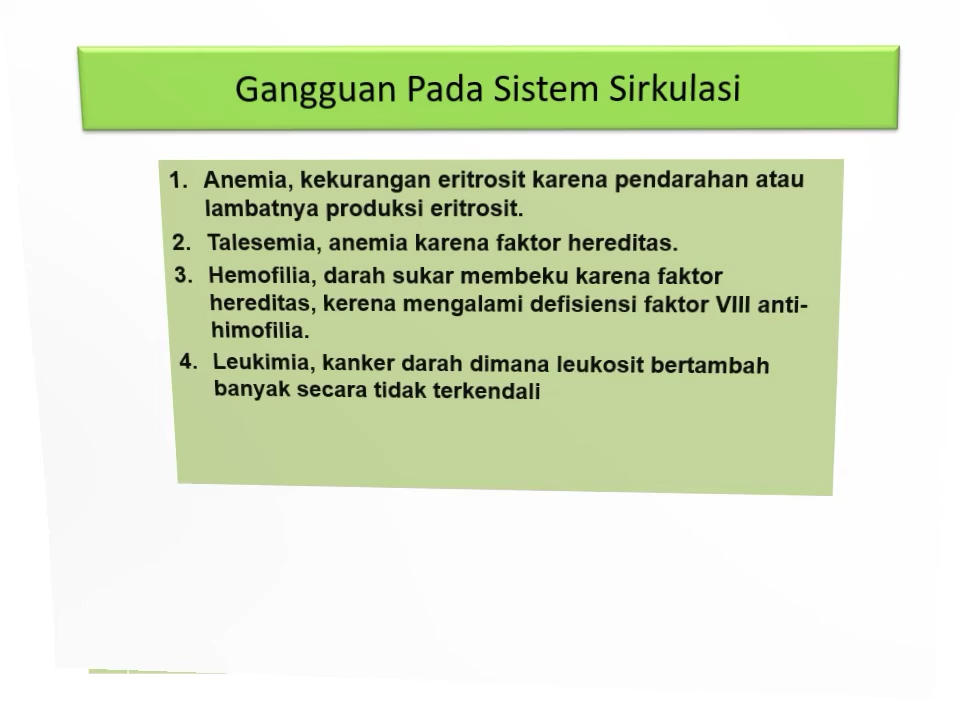 Gangguan Pada Sistem Sirkulasi
1. Anemia, kekurangan eritrosit karena pendarahan atau
lambatnya produksi eritrosit.
2. Talesemia, anemia karena faktor hereditas.
3. Hemofilia, darah sukar membeku karena faktor
hereditas, kerena mengalami defisiensi faktor VIII anti-
himofilia.
4. Leukimia, kanker darah dimana leukosit bertambah
banyak secara tidak terkendali